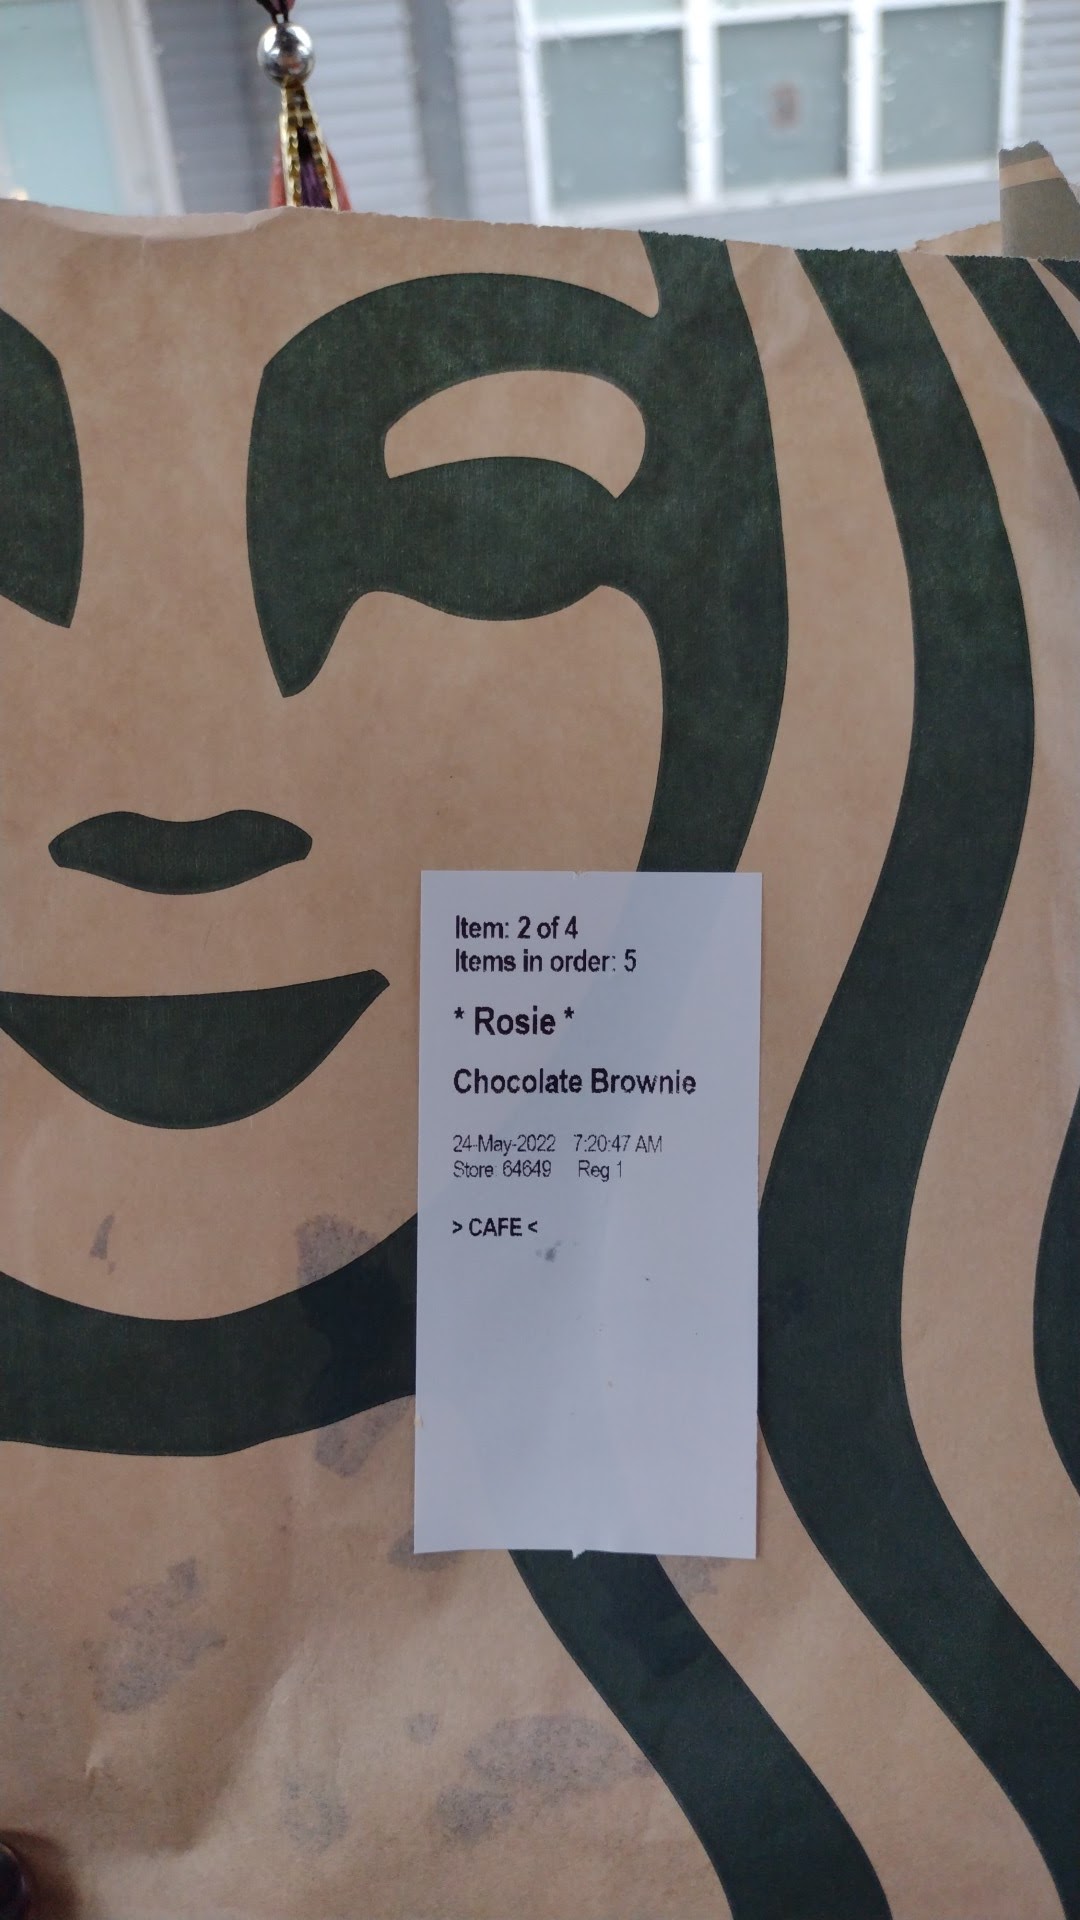 Item: 2 of 4
Items in order: 5
* Rosie *
Chocolate Brownie
24-May-2022 7:20:47 AM
Store: 64649 Reg 1
> CAFE <